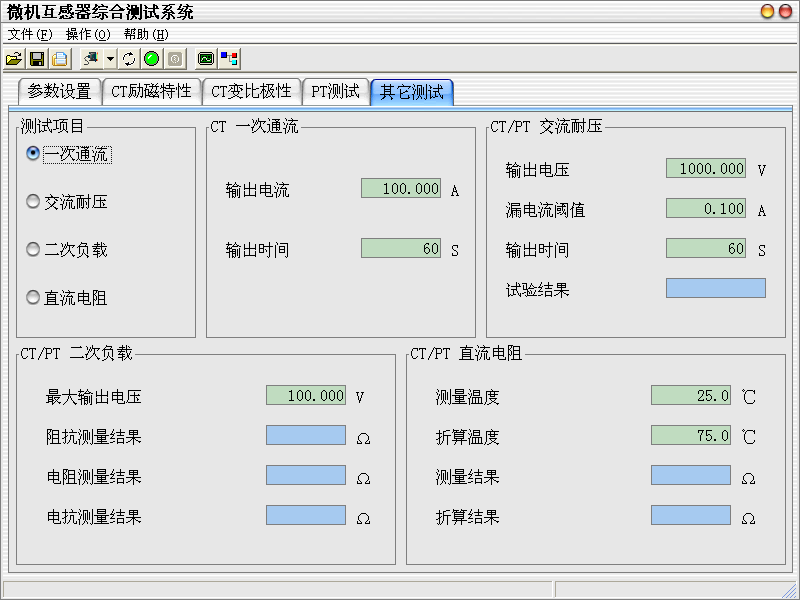 微机互感器综合测试系统
文件(F) 操作(O) 帮助(H)
参数设置 CT励磁特性 CT变比极性 PT测试 其它测试
测试项目
一次通流
交流耐压
二次负载
直流电阻
CT 一次通流
输出电流 100.000 A
输出时间 60 S
CT/PT 交流耐压
输出电压 1000.000 V
漏电流阈值 0.100 A
输出时间 60 S
试验结果
CT/PT 二次负载
最大输出电压 100.000 V
阻抗测量结果 Ω
电阻测量结果 Ω
电抗测量结果 Ω
CT/PT 直流电阻
测量温度 25.0 ℃
折算温度 75.0 ℃
测量结果 Ω
折算结果 Ω